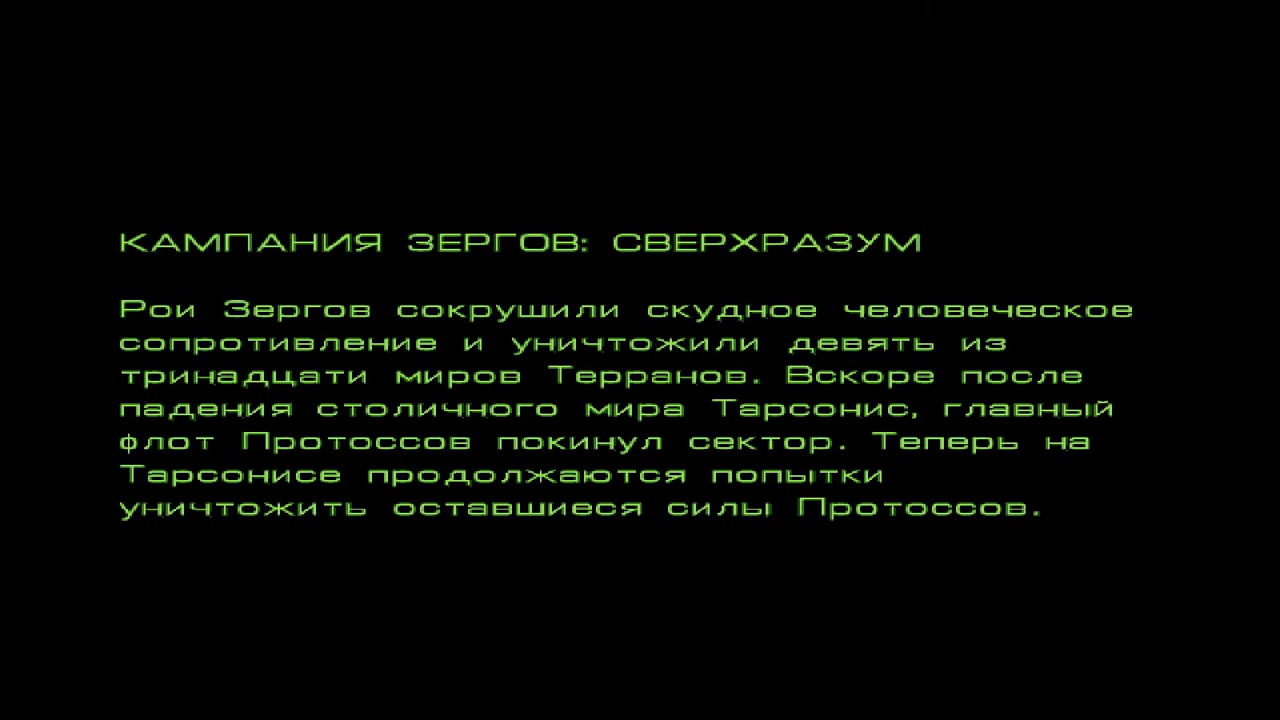 КАМПАНИЯ ЗЕРГОВ: СВЕРХРАЗУМ
Рои Зергов сокрушили скудное человеческое
сопротивление и уничтожили девять из
тринадцати миров Терранов. Вскоре после
падения столичного мира Тарсонис, главный
флот Протоссов покинул сектор. Теперь на
Тарсонисе продолжаются попытки
уничтожить оставшиеся силы Протоссов.